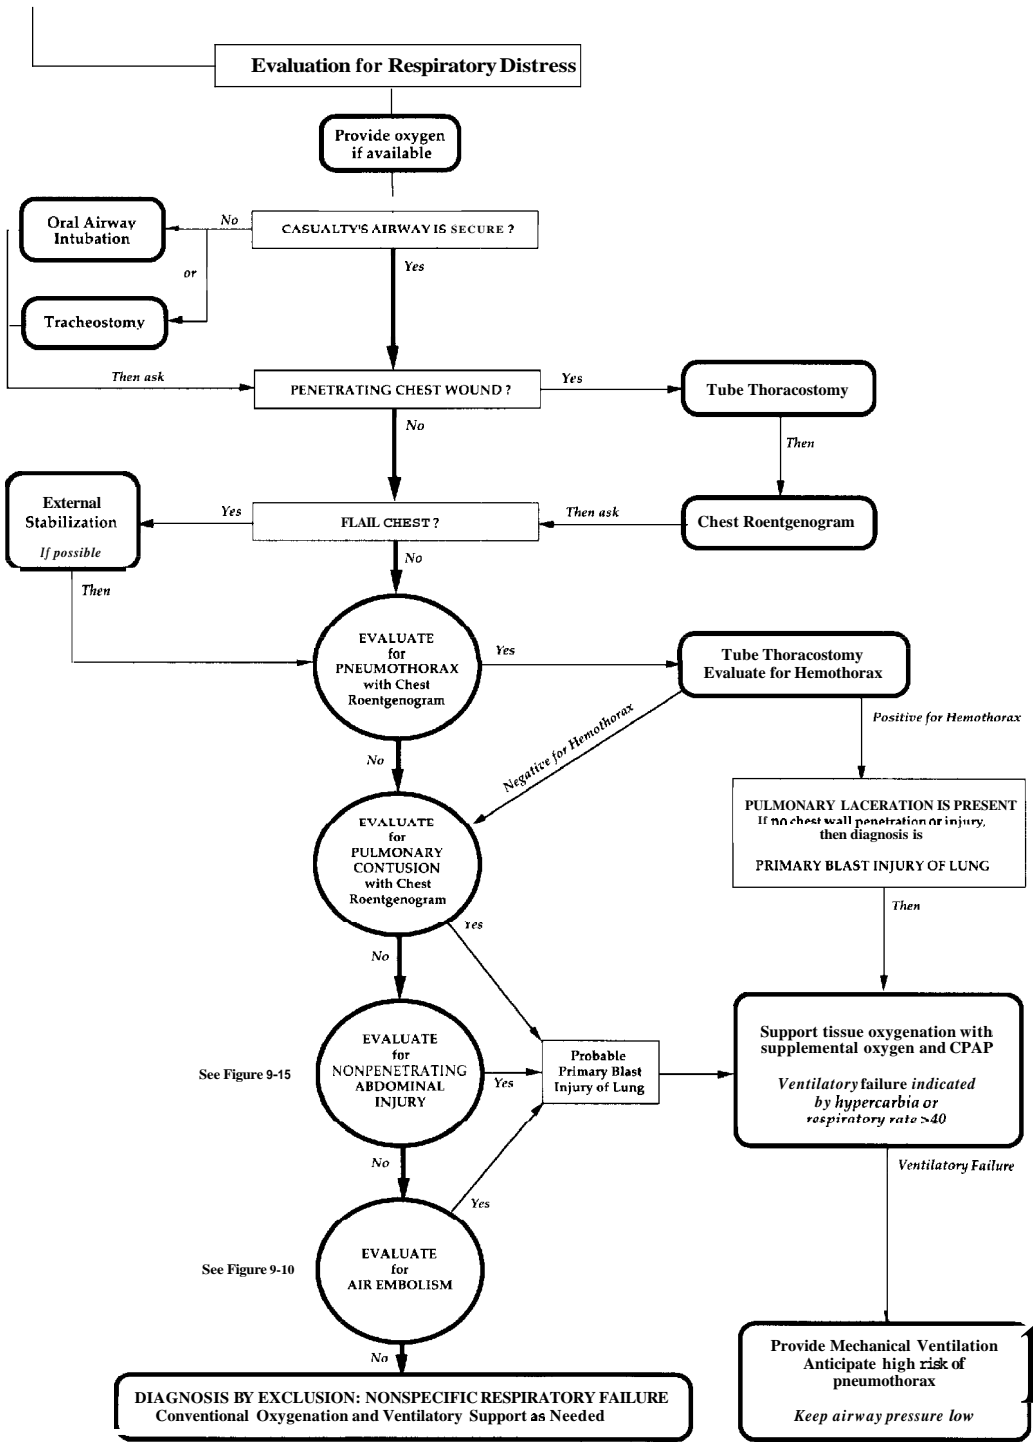 Evaluation for Respiratory Distress
Provide oxygen
if available
Oral Airway
Intubation
No
CASUALTY'S AIRWAY IS SECURE ?
or
Yes
Tracheostomy
Then ask
PENETRATING CHEST WOUND ?
Yes
Tube Thoracostomy
No
Then
External
Stabilization
If possible
Yes
FLAIL CHEST ?
Then ask
Chest Roentgenogram
No
Then
EVALUATE
for
PNEUMOTHORAX
with Chest
Roentgenogram
Yes
Tube Thoracostomy
Evaluate for Hemothorax
Negative for Hemothorax
Positive for Hemothorax
No
PULMONARY LACERATION IS PRESENT
If no chest wall penetration or injury,
then diagnosis is
PRIMARY BLAST INJURY OF LUNG
EVALUATE
for
PULMONARY
CONTUSION
with Chest
Roentgenogram
Yes
Then
No
See Figure 9-15
EVALUATE
for
NONPENETRATING
ABDOMINAL
INJURY
Yes
Probable
Primary Blast
Injury of Lung
Support tissue oxygenation with
supplemental oxygen and CPAP
Ventilatory failure indicated
by hypercarbia or
respiratory rate >40
No
Yes
Ventilatory Failure
See Figure 9-10
EVALUATE
for
AIR EMBOLISM
No
Provide Mechanical Ventilation
Anticipate high risk of
pneumothorax
Keep airway pressure low
DIAGNOSIS BY EXCLUSION: NONSPECIFIC RESPIRATORY FAILURE
Conventional Oxygenation and Ventilatory Support as Needed